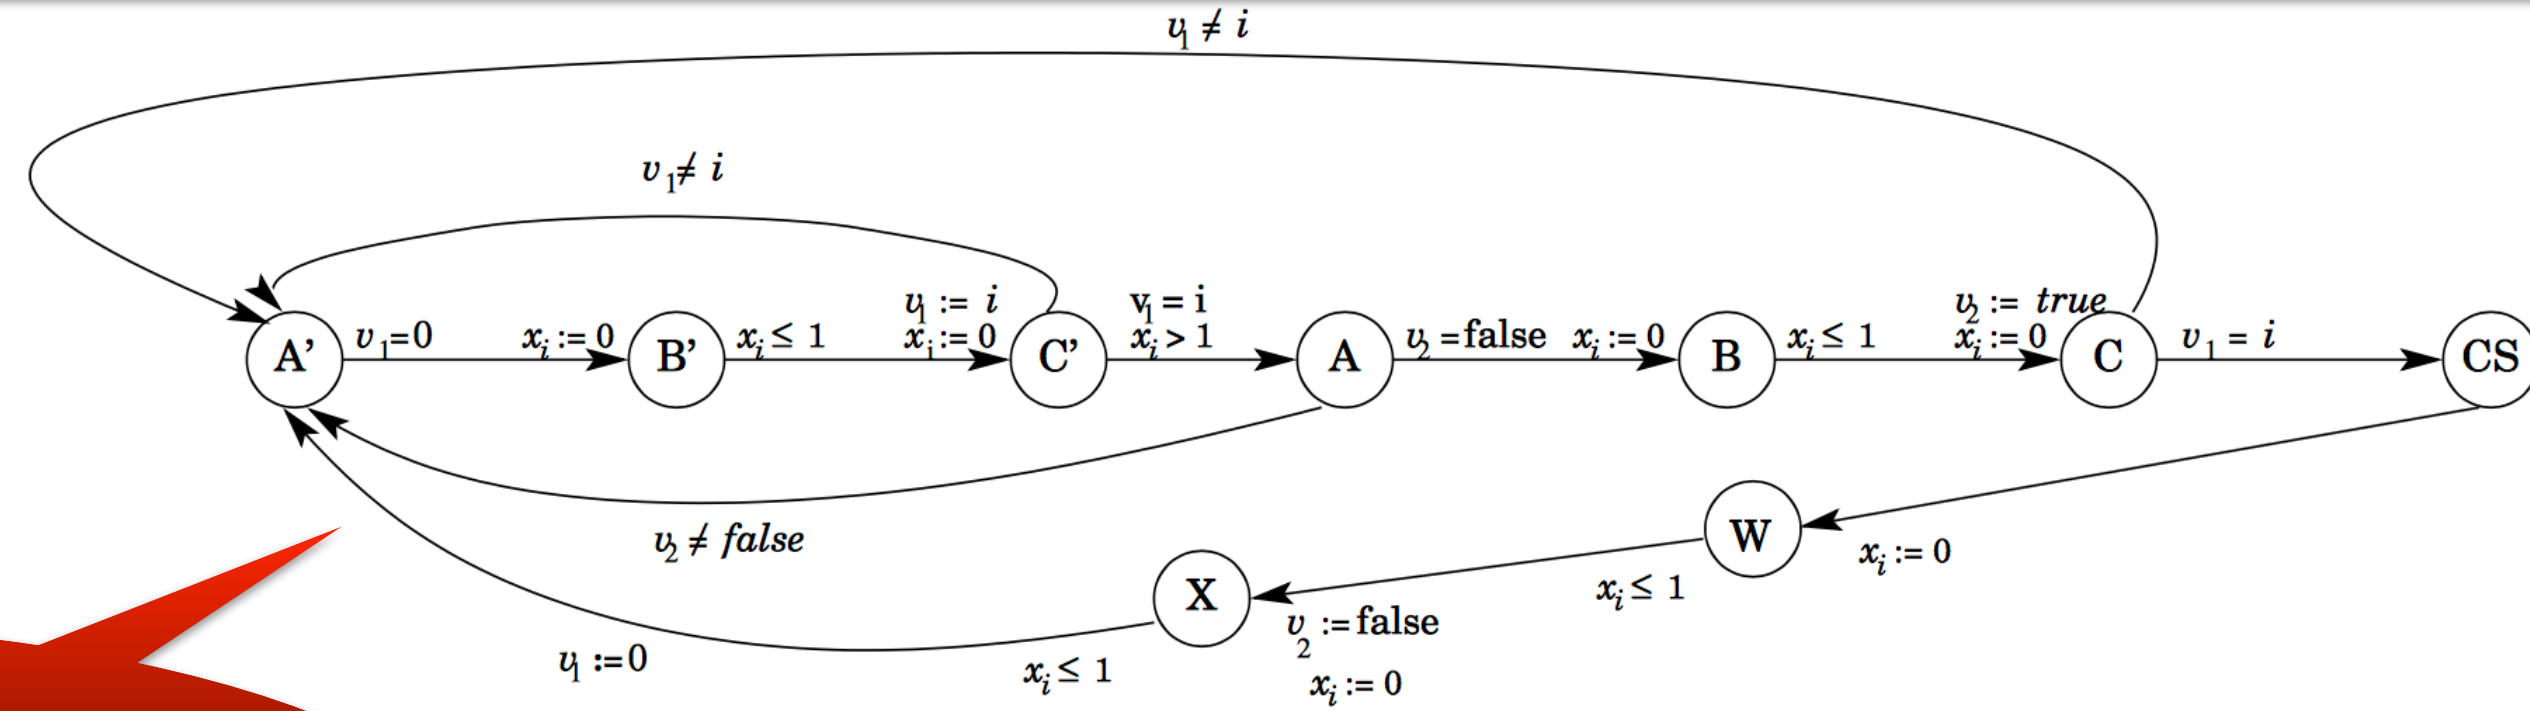 v₁ ≠ i
v₁ ≠ i
v₁ := i
v₁ = i
v₂ := true
A’
v₁=0
xᵢ := 0
B’
xᵢ ≤ 1
xᵢ := 0
C’
xᵢ > 1
A
v₂ =false
xᵢ := 0
B
xᵢ ≤ 1
xᵢ := 0
C
v₁ = i
CS
v₂ ≠ false
W
xᵢ := 0
X
xᵢ ≤ 1
v₂ :=false
v₁ :=0
xᵢ ≤ 1
xᵢ := 0